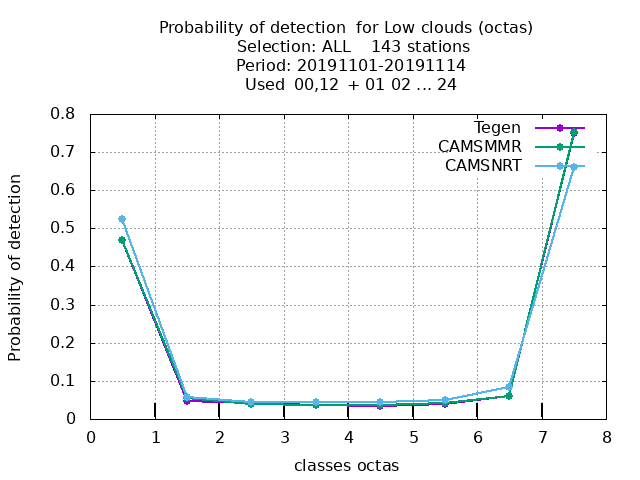 Probability of detection  for Low clouds (octas)
Selection: ALL    143 stations
Period: 20191101-20191114
Used  00,12  + 01 02 ... 24
Tegen
CAMSMMR
CAMSNRT
Probability of detection
0.8
0.7
0.6
0.5
0.4
0.3
0.2
0.1
0
0 1 2 3 4 5 6 7 8
classes octas